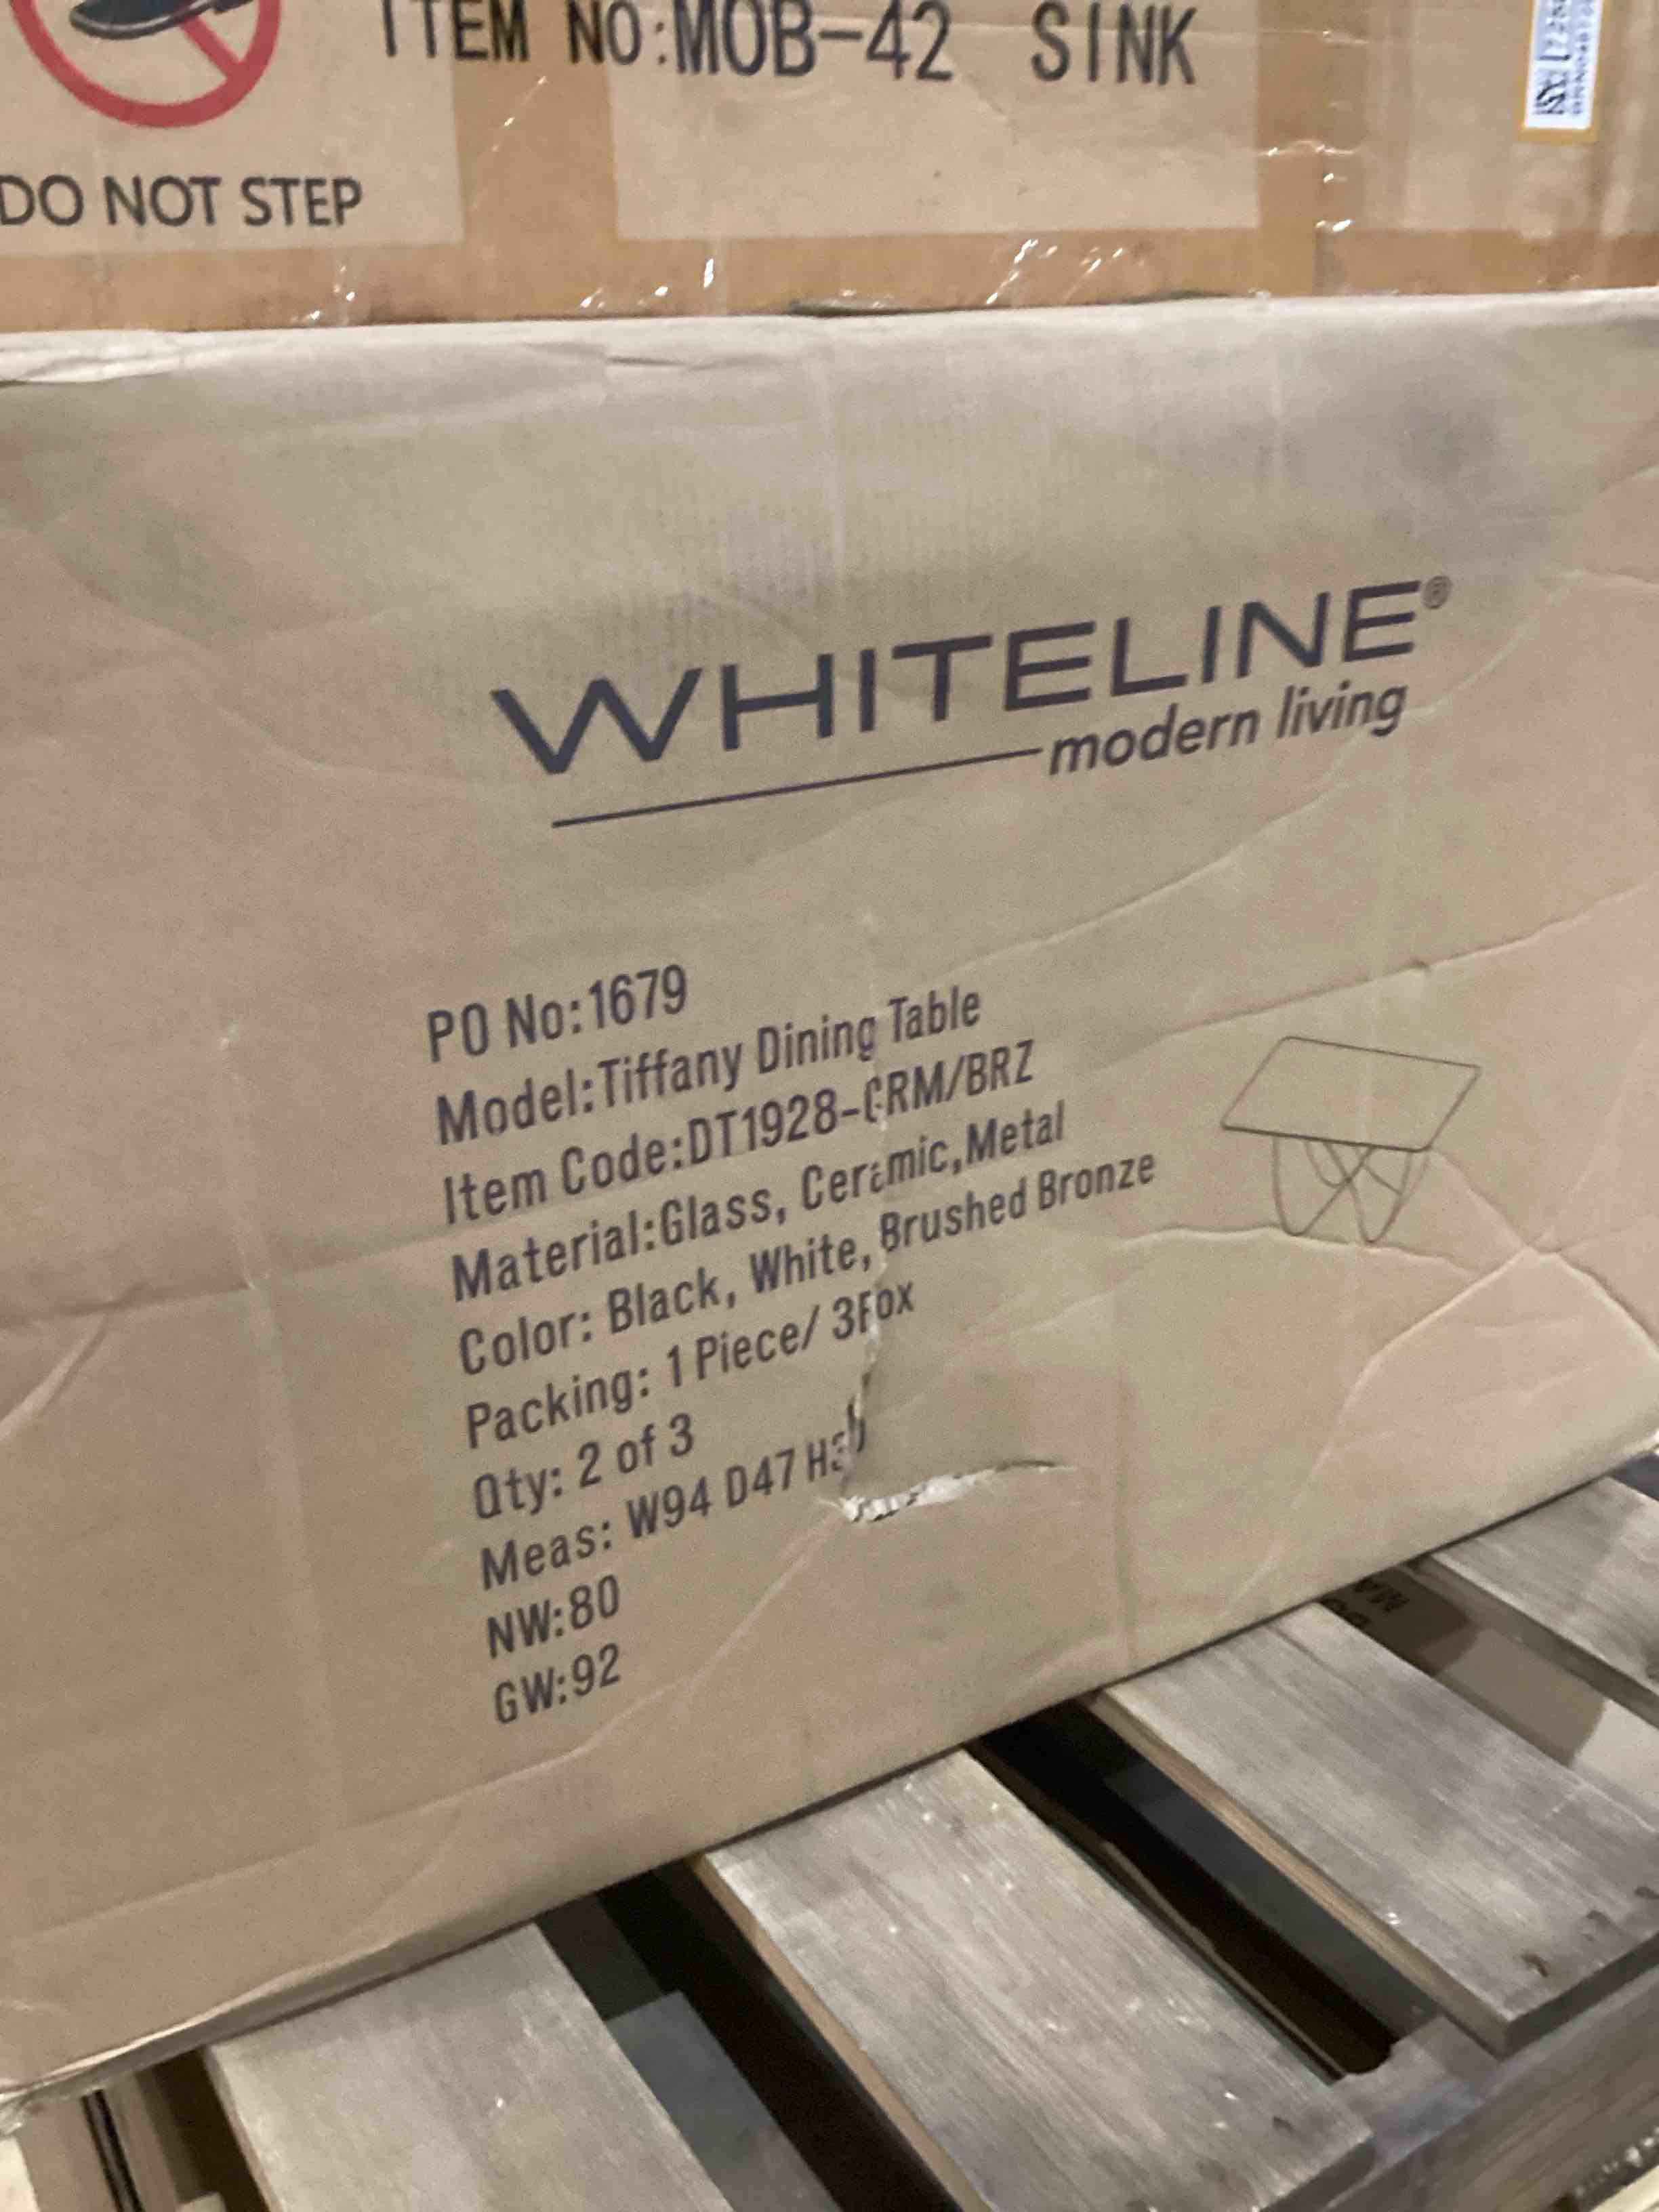 ITEM NO:MOB-42 SINK
DO NOT STEP
WHITELINE®
modern living
PO No:1679
Model:Tiffany Dining Table
Item Code:DT1928-CRM/BRZ
Material:Glass, Ceramic,Metal
Color: Black, White, Brushed Bronze
Packing: 1 Piece/ 3Box
Qty: 2 of 3
Meas: W94 D47
NW:80
GW:92